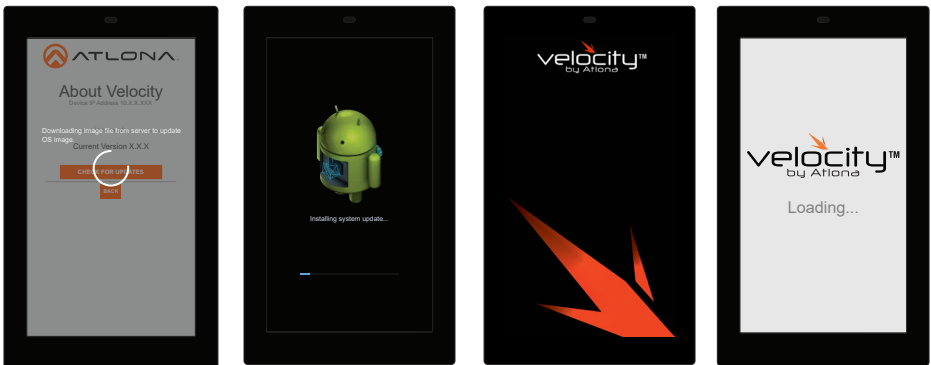 ATLONA.
About Velocity
Device IP Address 10.X.X.XXX
Downloading image file from server to update
OS image.
Current Version X.X.X
CHECK FOR UPDATES
BACK
Installing system update...
velocity™
by Atlona
velocity™
by Atlona
Loading...